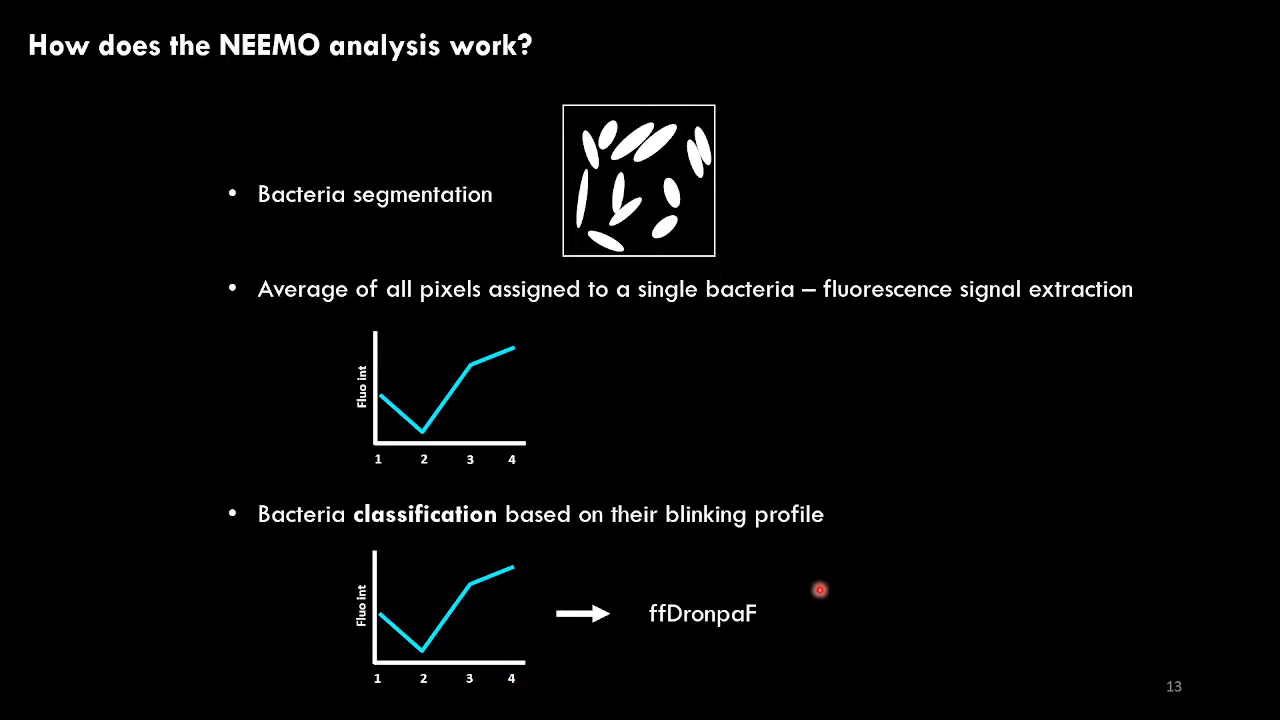 How does the NEEMO analysis work?
• Bacteria segmentation
• Average of all pixels assigned to a single bacteria – fluorescence signal extraction
Fluo int
1 2 3 4
• Bacteria classification based on their blinking profile
Fluo int
ffDronpaF
1 2 3 4
13